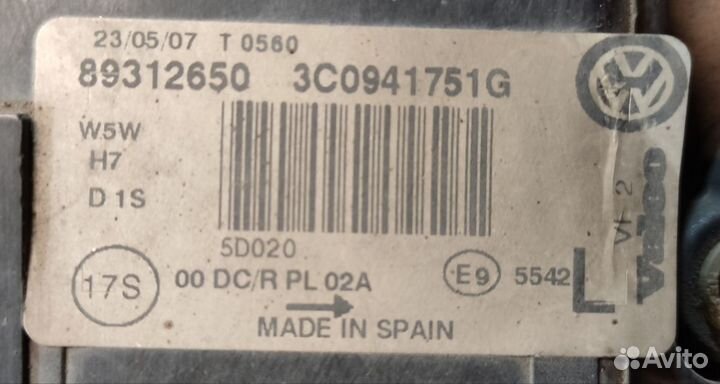 23/05/07 T 0560
89312650 3C0941751G
W5W
H7
D1S
5D020
17S 00 DC/R PL 02A E9 5542 L
MADE IN SPAIN
Valeo
Avito